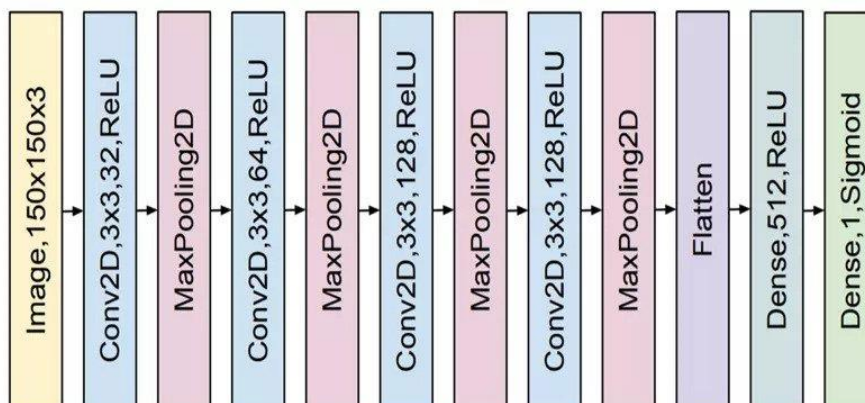 Image,150x150x3
Conv2D,3x3,32,ReLU
MaxPooling2D
Conv2D,3x3,64,ReLU
MaxPooling2D
Conv2D,3x3,128,ReLU
MaxPooling2D
Conv2D,3x3,128,ReLU
MaxPooling2D
Flatten
Dense,512,ReLU
Dense,1,Sigmoid